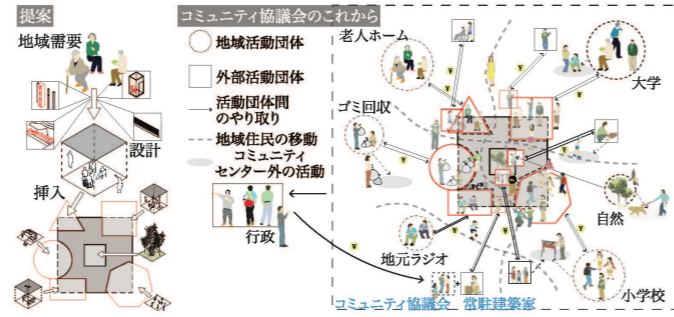 提案
地域需要
設計
挿入
コミュニティ協議会のこれから
地域活動団体
外部活動団体
活動団体間
のやり取り
地域住民の移動
コミュニティ
センター外の活動
行政
老人ホーム
大学
ゴミ回収
自然
地元ラジオ
小学校
コミュニティ協議会 常駐建築家
¥
¥
¥
¥
¥
¥
¥
¥
¥
¥
+